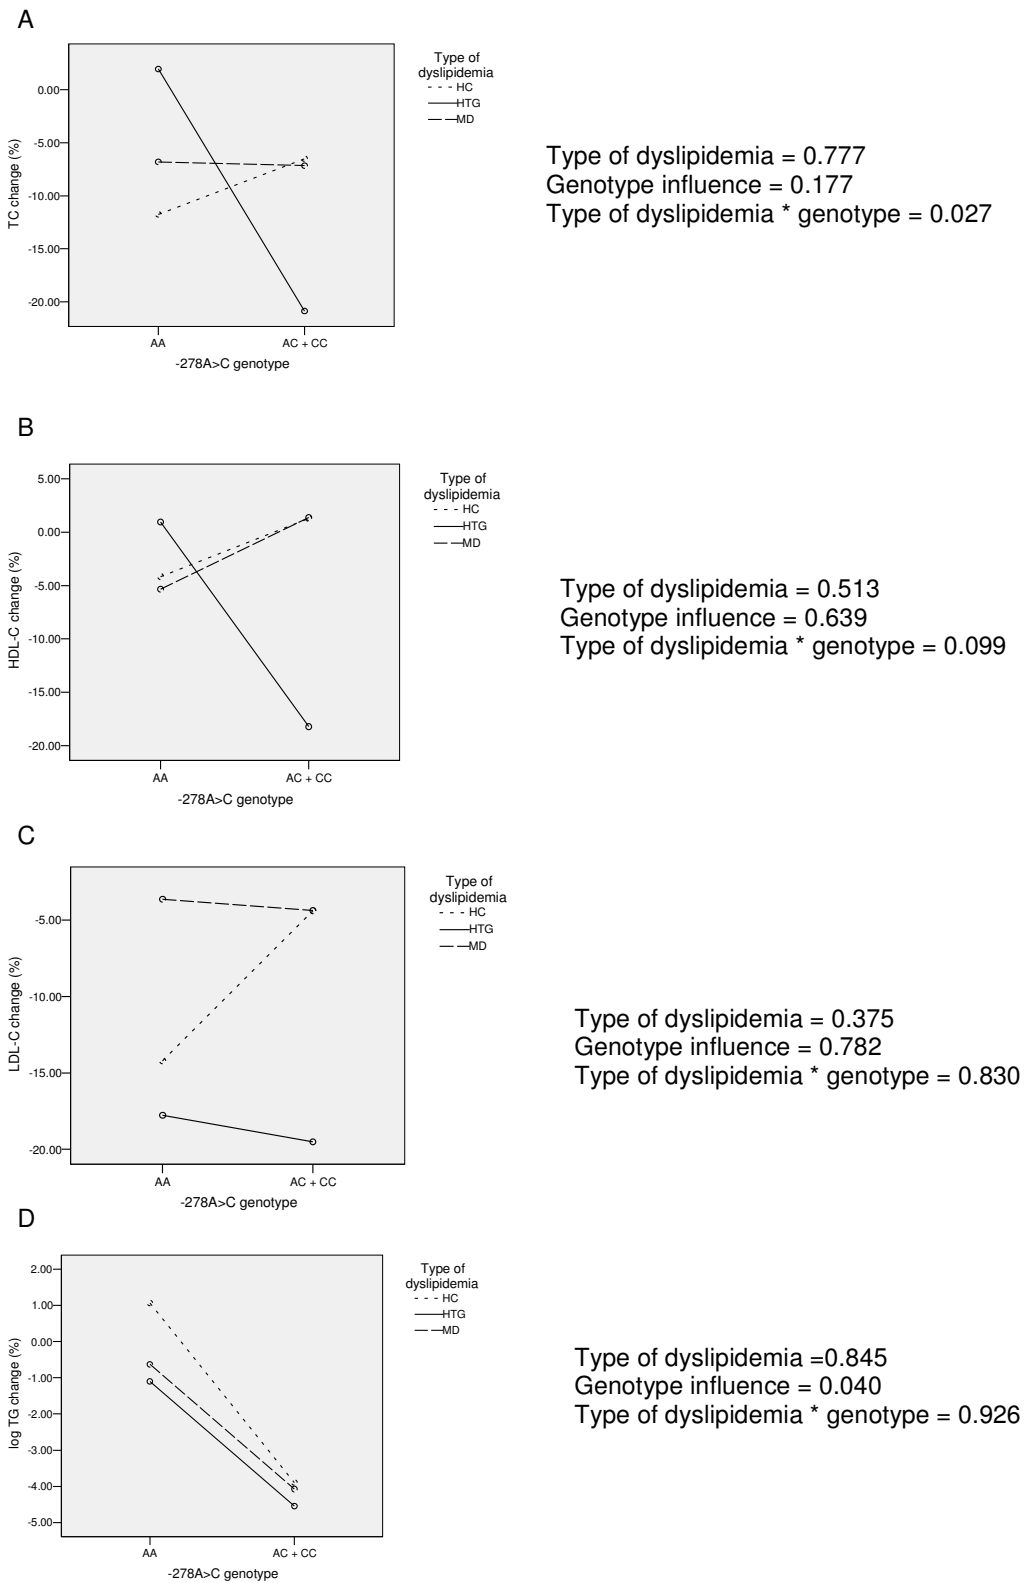 A
Type of
dyslipidemia
HC
HTG
MD
0.00
-5.00
-10.00
-15.00
-20.00
TC change (%)
AA
AC + CC
-278A>C genotype
Type of dyslipidemia = 0.777
Genotype influence = 0.177
Type of dyslipidemia * genotype = 0.027
B
Type of
dyslipidemia
HC
HTG
MD
5.00
0.00
-5.00
-10.00
-15.00
-20.00
HDL-C change (%)
AA
AC + CC
-278A>C genotype
Type of dyslipidemia = 0.513
Genotype influence = 0.639
Type of dyslipidemia * genotype = 0.099
C
Type of
dyslipidemia
HC
HTG
MD
-5.00
-10.00
-15.00
-20.00
LDL-C change (%)
AA
AC + CC
-278A>C genotype
Type of dyslipidemia = 0.375
Genotype influence = 0.782
Type of dyslipidemia * genotype = 0.830
D
Type of
dyslipidemia
HC
HTG
MD
2.00
1.00
0.00
-1.00
-2.00
-3.00
-4.00
-5.00
log TG change (%)
AA
AC + CC
-278A>C genotype
Type of dyslipidemia =0.845
Genotype influence = 0.040
Type of dyslipidemia * genotype = 0.926